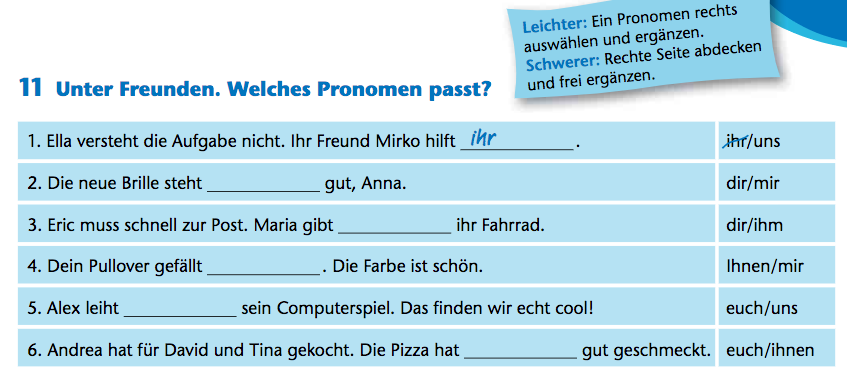 Leichter: Ein Pronomen rechts
auswählen und ergänzen.
Schwerer: Rechte Seite abdecken
und frei ergänzen.
11 Unter Freunden. Welches Pronomen passt?
1. Ella versteht die Aufgabe nicht. Ihr Freund Mirko hilft ihr. ihr/uns
2. Die neue Brille steht ____________ gut, Anna. dir/mir
3. Eric muss schnell zur Post. Maria gibt ____________ ihr Fahrrad. dir/ihm
4. Dein Pullover gefällt ____________. Die Farbe ist schön. Ihnen/mir
5. Alex leiht ____________ sein Computerspiel. Das finden wir echt cool! euch/uns
6. Andrea hat für David und Tina gekocht. Die Pizza hat ____________ gut geschmeckt. euch/ihnen